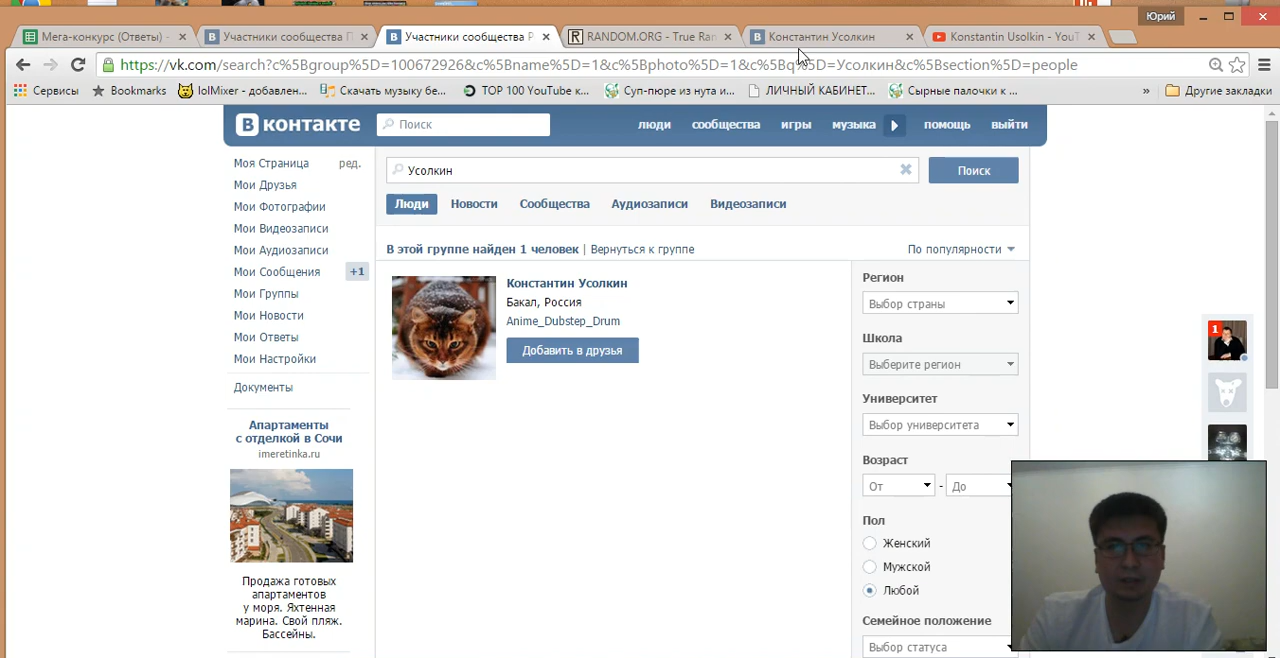 Юрий
Мега-конкурс (Ответы) -
Участники сообщества П
Участники сообщества Р
RANDOM.ORG - True Ran
Константин Усолкин
Konstantin Usolkin - YouT
https://vk.com/search?c%5Bgroup%5D=100672926&c%5Bname%5D=1&c%5Bphoto%5D=1&c%5Bq%5D=Усолкин&c%5Bsection%5D=people
Сервисы
Bookmarks
lolMixer - добавлен...
Скачать музыку бе...
TOP 100 YouTube к...
Суп-пюре из нута и...
ЛИЧНЫЙ КАБИНЕТ...
Сырные палочки к ...
»
Другие закладки
В контакте
Поиск
люди
сообщества
игры
музыка
помощь
выйти
Моя Страница ред.
Мои Друзья
Мои Фотографии
Мои Видеозаписи
Мои Аудиозаписи
Мои Сообщения +1
Мои Группы
Мои Новости
Мои Ответы
Мои Настройки
Документы
Апартаменты
с отделкой в Сочи
imeretinka.ru
Продажа готовых
апартаментов
у моря. Яхтенная
марина. Свой пляж.
Бассейны.
Усолкин
Поиск
Люди
Новости
Сообщества
Аудиозаписи
Видеозаписи
В этой группе найден 1 человек | Вернуться к группе
По популярности
Константин Усолкин
Бакал, Россия
Anime_Dubstep_Drum
Добавить в друзья
Регион
Выбор страны
Школа
Выберите регион
Университет
Выбор университета
Возраст
От - До
Пол
Женский
Мужской
Любой
Семейное положение
Выбор статуса
1